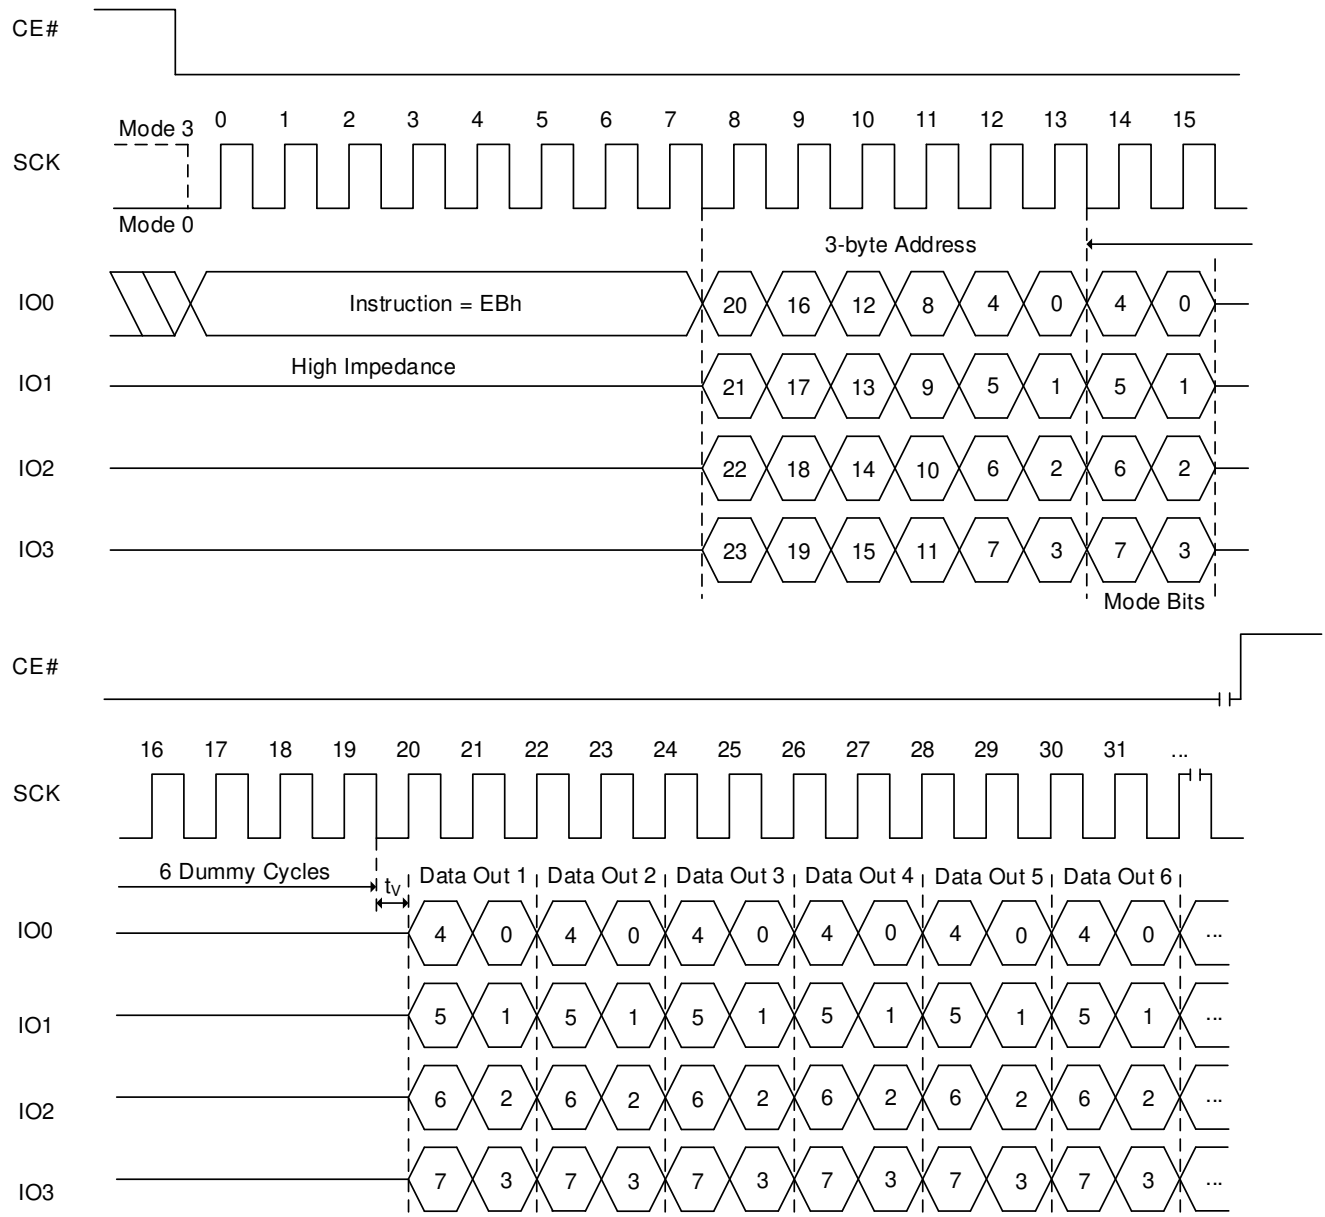 CE#
Mode 3 0 1 2 3 4 5 6 7 8 9 10 11 12 13 14 15
SCK
Mode 0
3-byte Address
IO0 Instruction = EBh 20 16 12 8 4 0 4 0
High Impedance
IO1 21 17 13 9 5 1 5 1
IO2 22 18 14 10 6 2 6 2
IO3 23 19 15 11 7 3 7 3
Mode Bits
CE#
16 17 18 19 20 21 22 23 24 25 26 27 28 29 30 31 ...
SCK
6 Dummy Cycles tV Data Out 1 Data Out 2 Data Out 3 Data Out 4 Data Out 5 Data Out 6
IO0 4 0 4 0 4 0 4 0 4 0 4 0 ...
IO1 5 1 5 1 5 1 5 1 5 1 5 1 ...
IO2 6 2 6 2 6 2 6 2 6 2 6 2 ...
IO3 7 3 7 3 7 3 7 3 7 3 7 3 ...